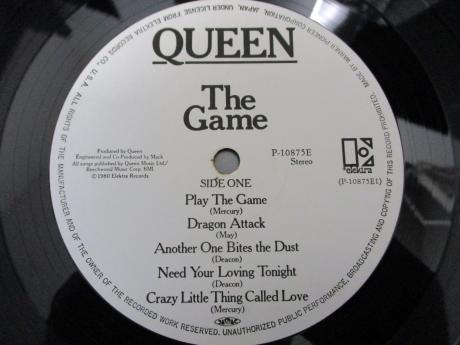 QUEEN
The
Game
Produced by Queen
Engineered and Co Produced by Mack
All songs published by Queen Music Ltd./
Beechwood Music Corp. BMI
℗ 1980 Elektra Records
P-10875E
Stereo
elektra
(P-10875E1)
SIDE ONE
Play The Game
(Mercury)
Dragon Attack
(May)
Another One Bites the Dust
(Deacon)
Need Your Loving Tonight
(Deacon)
Crazy Little Thing Called Love
(Mercury)
MADE BY WARNER-PIONEER CORPORATION, JAPAN, UNDER LICENSE FROM ELEKTRA RECORDS CO., U.S.A. ALL RIGHTS OF THE MANUFACTURER AND OF THE OWNER OF THE RECORDED WORK RESERVED. UNAUTHORIZED PUBLIC PERFORMANCE, BROADCASTING AND COPYING OF THIS RECORD PROHIBITED.